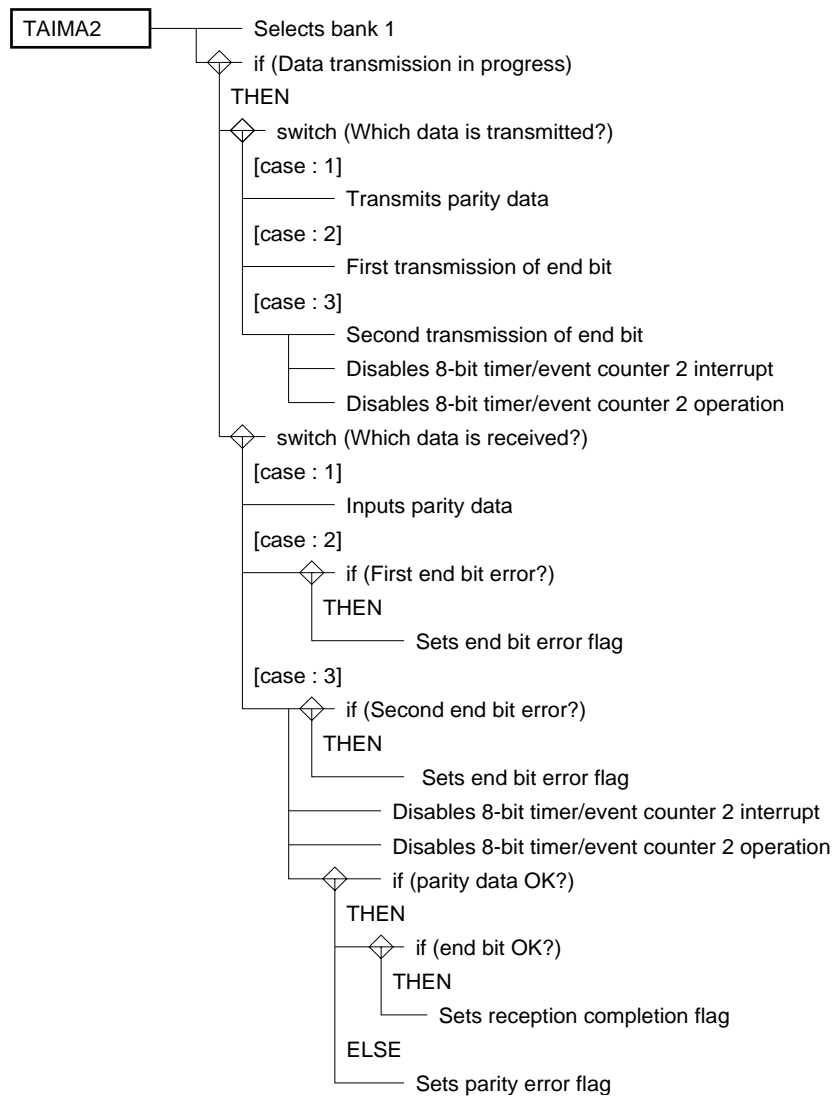 TAIMA2
Selects bank 1
if (Data transmission in progress)
THEN
switch (Which data is transmitted?)
[case : 1]
Transmits parity data
[case : 2]
First transmission of end bit
[case : 3]
Second transmission of end bit
Disables 8-bit timer/event counter 2 interrupt
Disables 8-bit timer/event counter 2 operation
switch (Which data is received?)
[case : 1]
Inputs parity data
[case : 2]
if (First end bit error?)
THEN
Sets end bit error flag
[case : 3]
if (Second end bit error?)
THEN
Sets end bit error flag
Disables 8-bit timer/event counter 2 interrupt
Disables 8-bit timer/event counter 2 operation
if (parity data OK?)
THEN
if (end bit OK?)
THEN
Sets reception completion flag
ELSE
Sets parity error flag